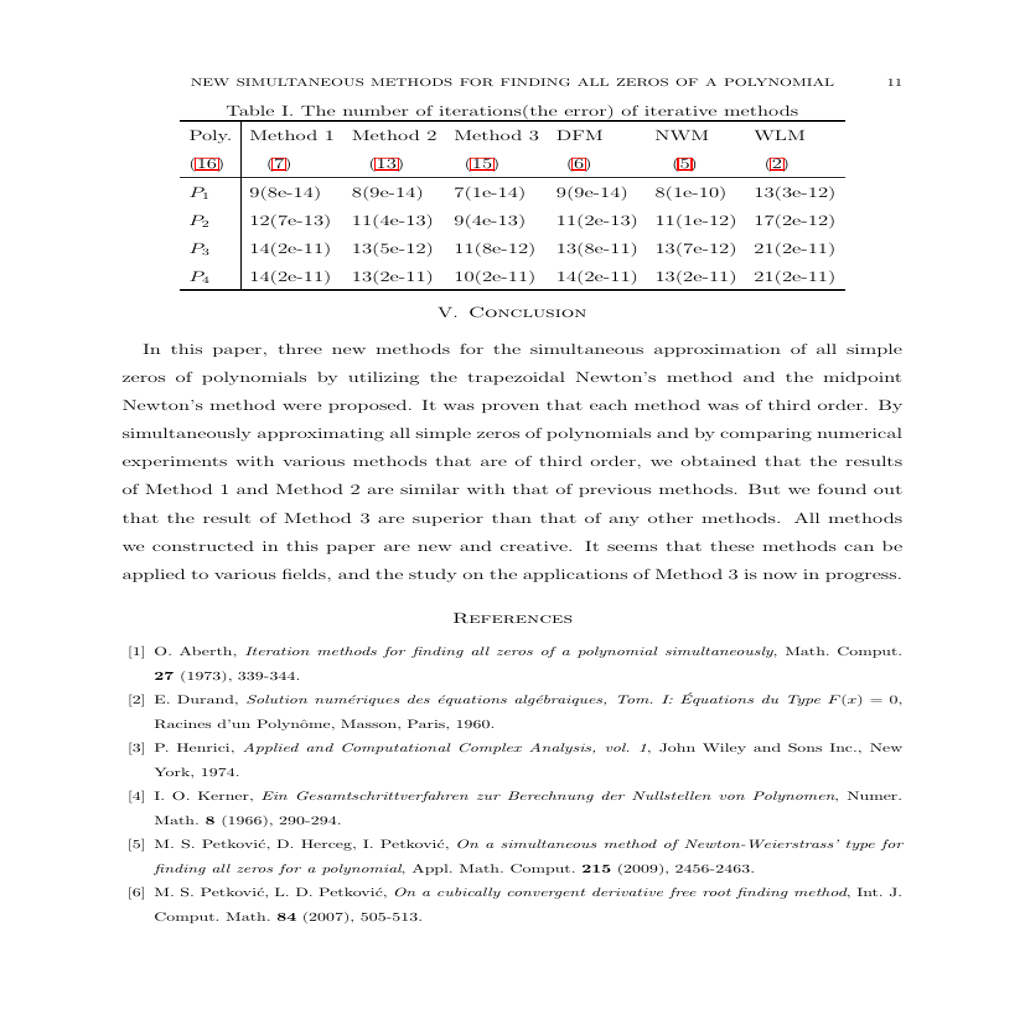 NEW SIMULTANEOUS METHODS FOR FINDING ALL ZEROS OF A POLYNOMIAL 11
Table I. The number of iterations(the error) of iterative methods
Poly. Method 1 Method 2 Method 3 DFM NWM WLM
(16) (7) (13) (15) (6) (5) (2)
P1 9(8e-14) 8(9e-14) 7(1e-14) 9(9e-14) 8(1e-10) 13(3e-12)
P2 12(7e-13) 11(4e-13) 9(4e-13) 11(2e-13) 11(1e-12) 17(2e-12)
P3 14(2e-11) 13(5e-12) 11(8e-12) 13(8e-11) 13(7e-12) 21(2e-11)
P4 14(2e-11) 13(2e-11) 10(2e-11) 14(2e-11) 13(2e-11) 21(2e-11)
V. Conclusion
In this paper, three new methods for the simultaneous approximation of all simple
zeros of polynomials by utilizing the trapezoidal Newton's method and the midpoint
Newton's method were proposed. It was proven that each method was of third order. By
simultaneously approximating all simple zeros of polynomials and by comparing numerical
experiments with various methods that are of third order, we obtained that the results
of Method 1 and Method 2 are similar with that of previous methods. But we found out
that the result of Method 3 are superior than that of any other methods. All methods
we constructed in this paper are new and creative. It seems that these methods can be
applied to various fields, and the study on the applications of Method 3 is now in progress.
References
[1] O. Aberth, Iteration methods for finding all zeros of a polynomial simultaneously, Math. Comput.
27 (1973), 339-344.
[2] E. Durand, Solution numériques des équations algébraiques, Tom. I: Équations du Type F(x) = 0,
Racines d'un Polynôme, Masson, Paris, 1960.
[3] P. Henrici, Applied and Computational Complex Analysis, vol. 1, John Wiley and Sons Inc., New
York, 1974.
[4] I. O. Kerner, Ein Gesamtschrittverfahren zur Berechnung der Nullstellen von Polynomen, Numer.
Math. 8 (1966), 290-294.
[5] M. S. Petković, D. Herceg, I. Petković, On a simultaneous method of Newton-Weierstrass' type for
finding all zeros for a polynomial, Appl. Math. Comput. 215 (2009), 2456-2463.
[6] M. S. Petković, L. D. Petković, On a cubically convergent derivative free root finding method, Int. J.
Comput. Math. 84 (2007), 505-513.